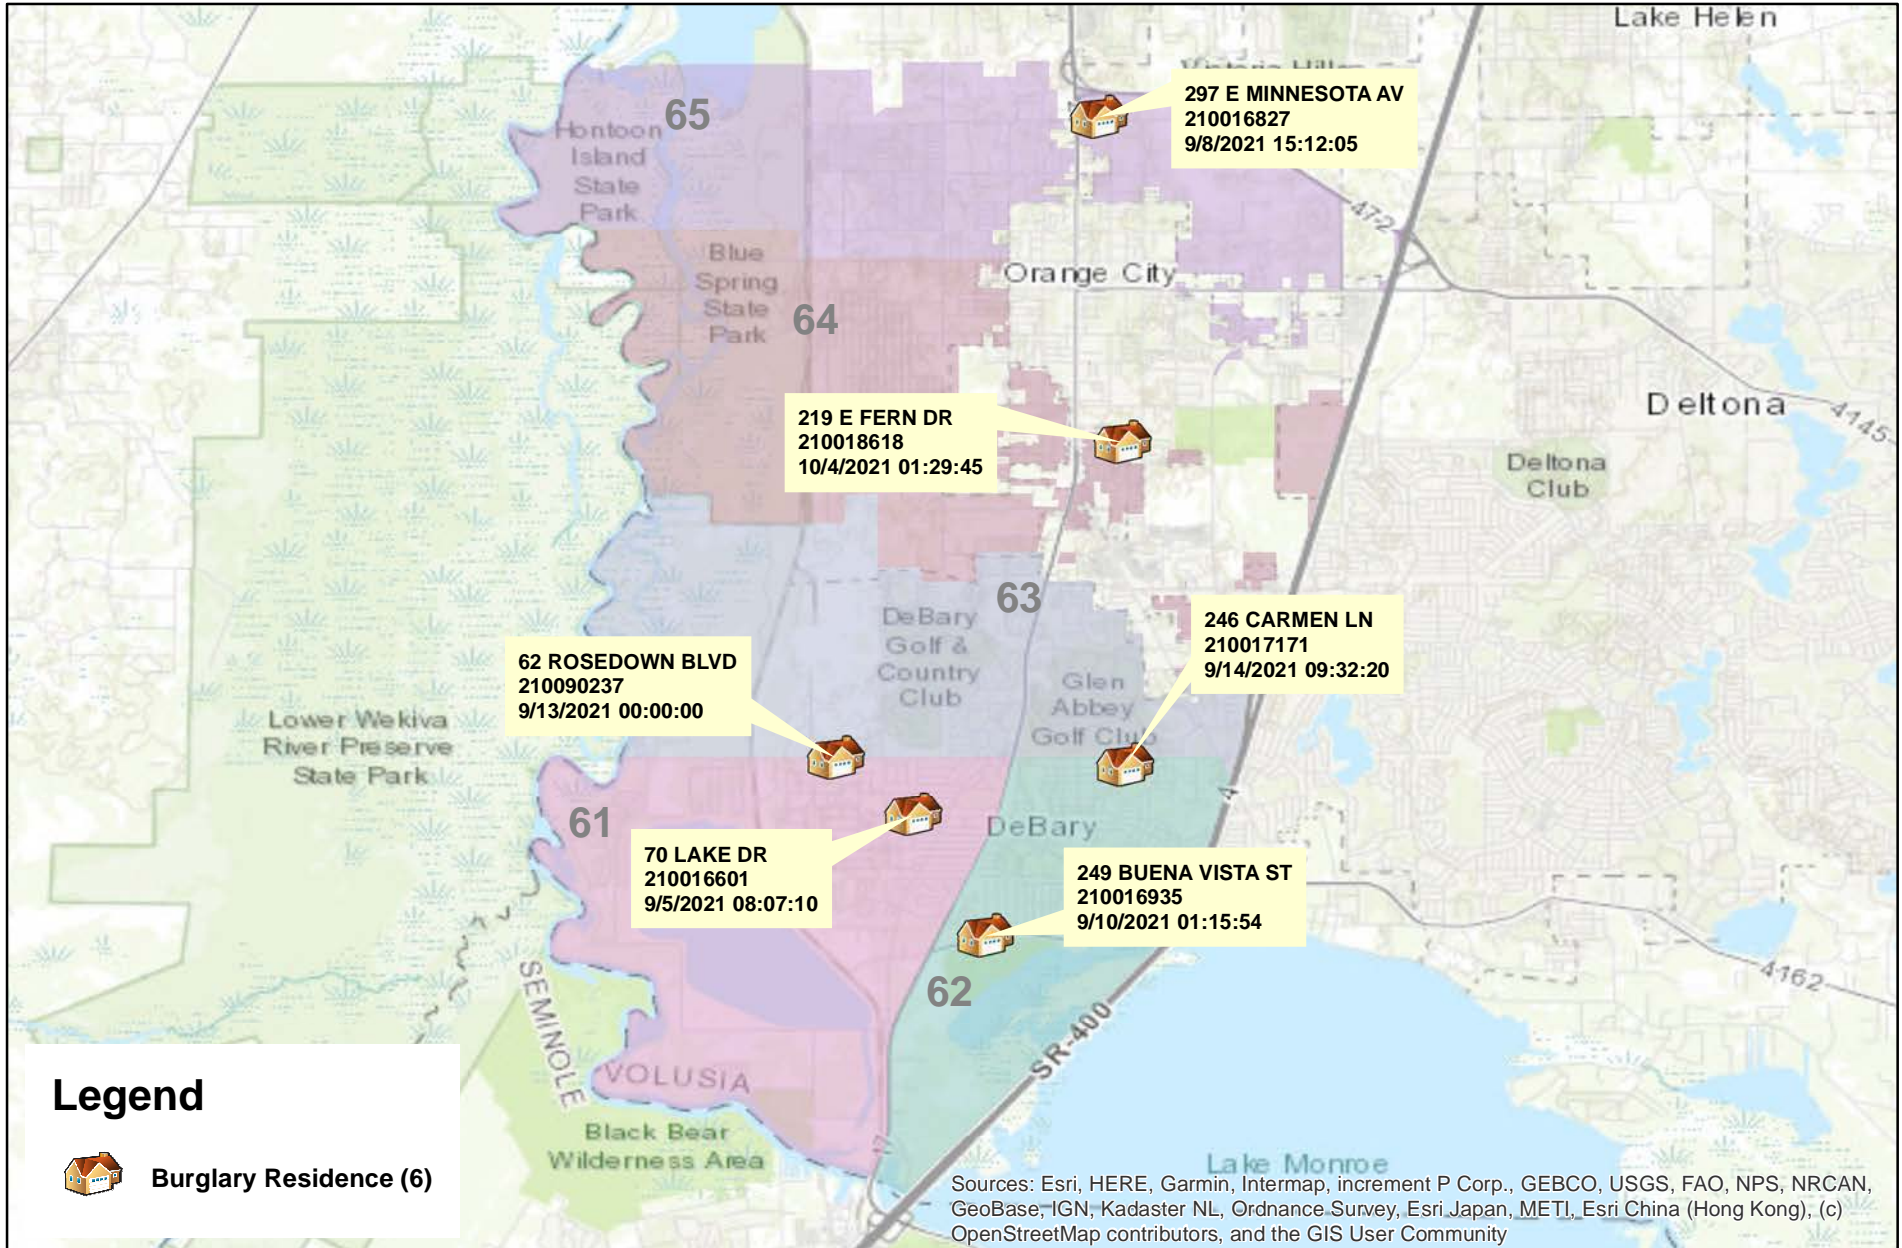 Lake Helen
297 E MINNESOTA AV
210016827
9/8/2021 15:12:05
65
Hontoon
Island
State
Park
472
Blue
Spring
State
Park
64
Orange City
Deltona
4145
219 E FERN DR
210018618
10/4/2021 01:29:45
Deltona
Club
63
DeBary
Golf &
Country
Club
246 CARMEN LN
210017171
9/14/2021 09:32:20
62 ROSEDOWN BLVD
210090237
9/13/2021 00:00:00
Glen
Abbey
Golf Club
Lower Wekiva
River Preserve
State Park
61
4
DeBary
70 LAKE DR
210016601
9/5/2021 08:07:10
249 BUENA VISTA ST
210016935
9/10/2021 01:15:54
62
4162
SEMINOLE
VOLUSIA
SR-400
17
Black Bear
Wilderness Area
Lake Monroe
Legend
Burglary Residence (6)
Sources: Esri, HERE, Garmin, Intermap, increment P Corp., GEBCO, USGS, FAO, NPS, NRCAN,
GeoBase, IGN, Kadaster NL, Ordnance Survey, Esri Japan, METI, Esri China (Hong Kong), (c)
OpenStreetMap contributors, and the GIS User Community